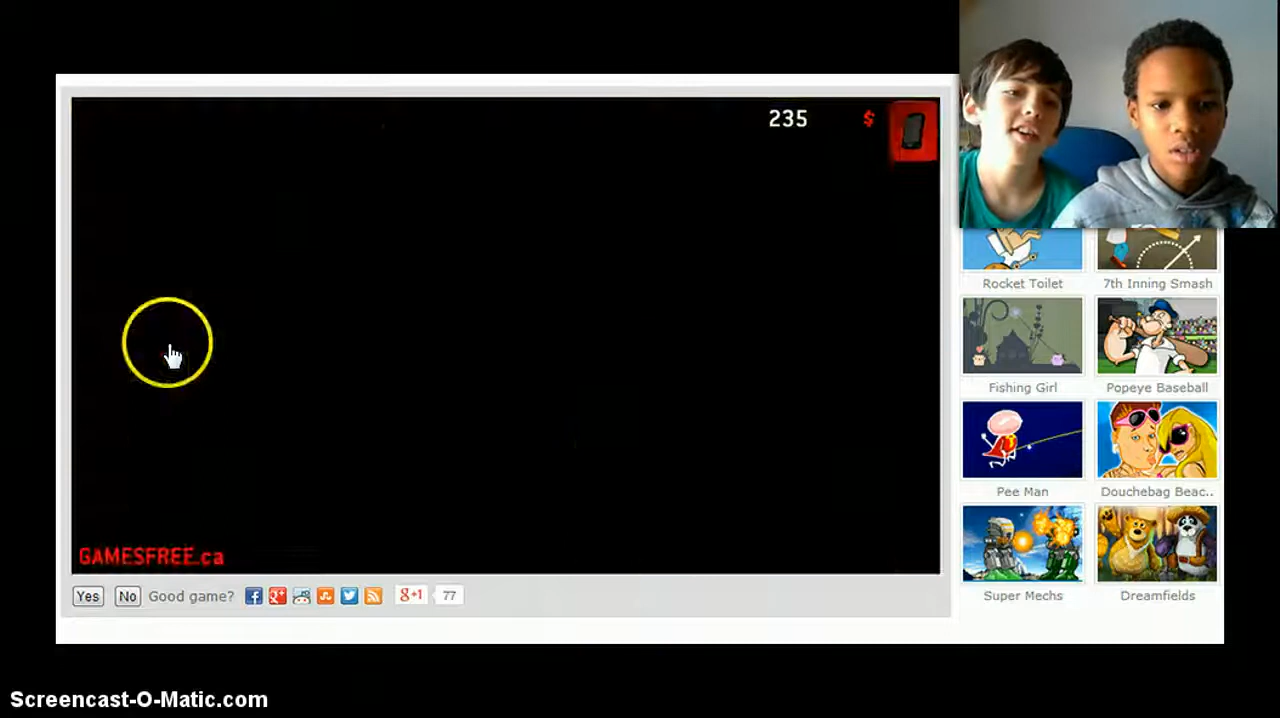 235 $
Rocket Toilet 7th Inning Smash
Fishing Girl Popeye Baseball
Pee Man Douchebag Beac..
Super Mechs Dreamfields
GAMESFREE.ca
Yes No Good game? g+1 77
Screencast-O-Matic.com